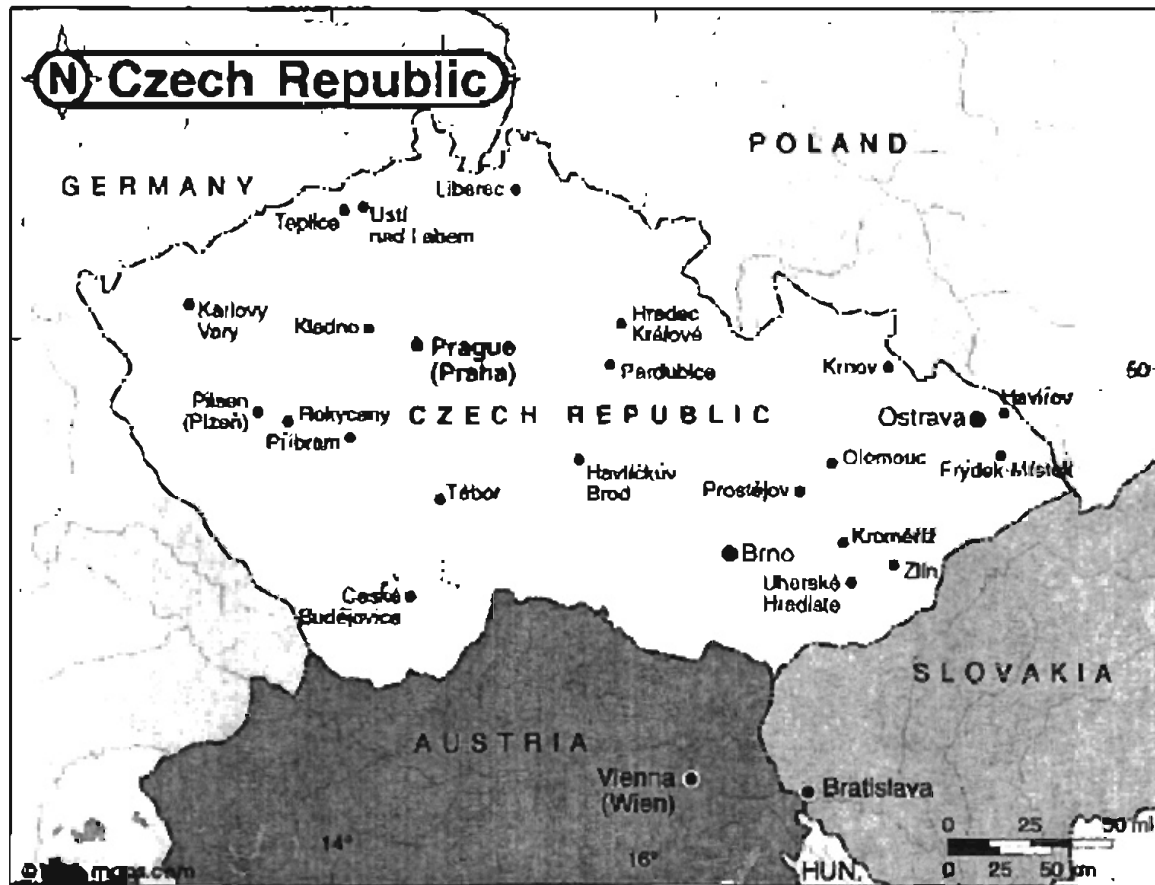 N Czech Republic
POLAND
GERMANY
Liberec
Teplice
Ústí
nad Labem
Karlovy
Vary
Kladno
Hradec
Králové
Prague
(Praha)
Pardubice
Krnov
50
Pilsen
(Plzeň)
Rokycany
CZECH REPUBLIC
Havířov
Ostrava
Příbram
Havlíčkův
Brod
Olomouc
Frýdek-Místek
Tábor
Prostějov
Kroměříž
Brno
Zlín
Uherské
Hradiste
České
Budějovice
SLOVAKIA
AUSTRIA
Vienna
(Wien)
Bratislava
0 25 50 mi
14°
16°
HUN.
0 25 50 km